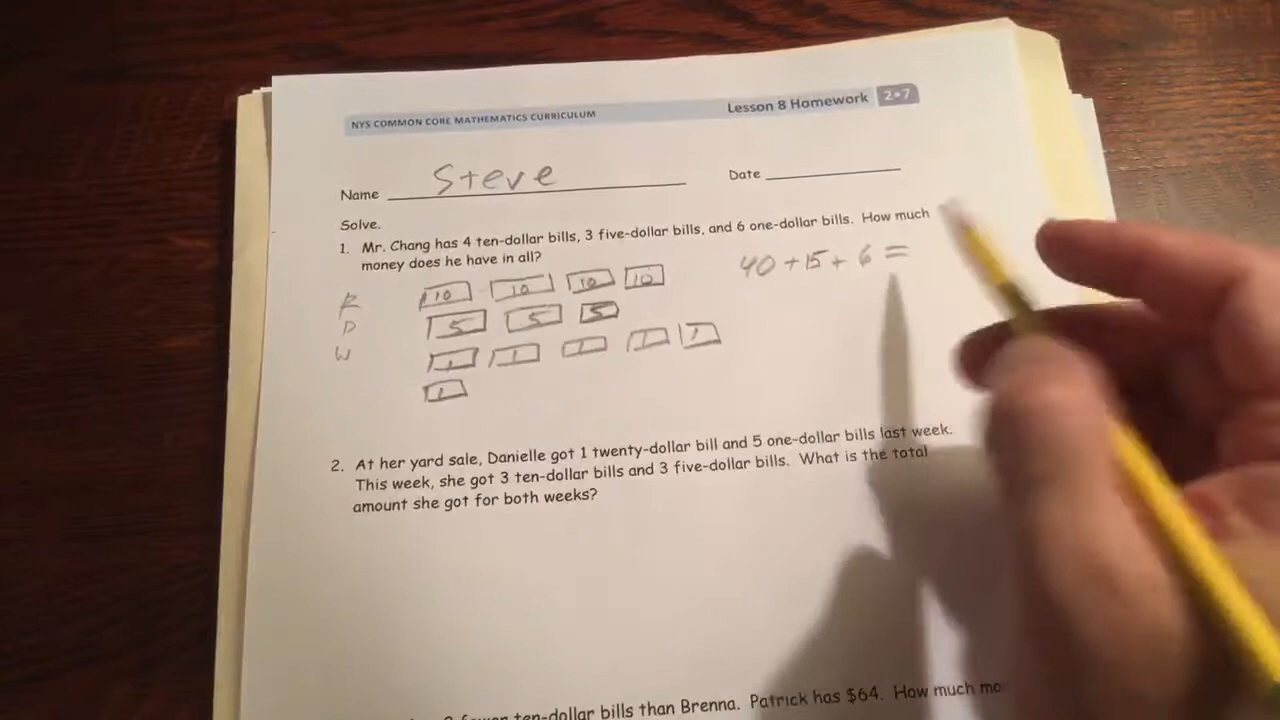 NYS COMMON CORE MATHEMATICS CURRICULUM
Lesson 8 Homework 2•7
Name Steve
Date
Solve.
1. Mr. Chang has 4 ten-dollar bills, 3 five-dollar bills, and 6 one-dollar bills. How much
money does he have in all?
40 + 15 + 6 =
R 10 10 10 10
D 5 5 5
W 1 1 1 1 1
1
2. At her yard sale, Danielle got 1 twenty-dollar bill and 5 one-dollar bills last week.
This week, she got 3 ten-dollar bills and 3 five-dollar bills. What is the total
amount she got for both weeks?
ten-dollar bills than Brenna. Patrick has $64. How much